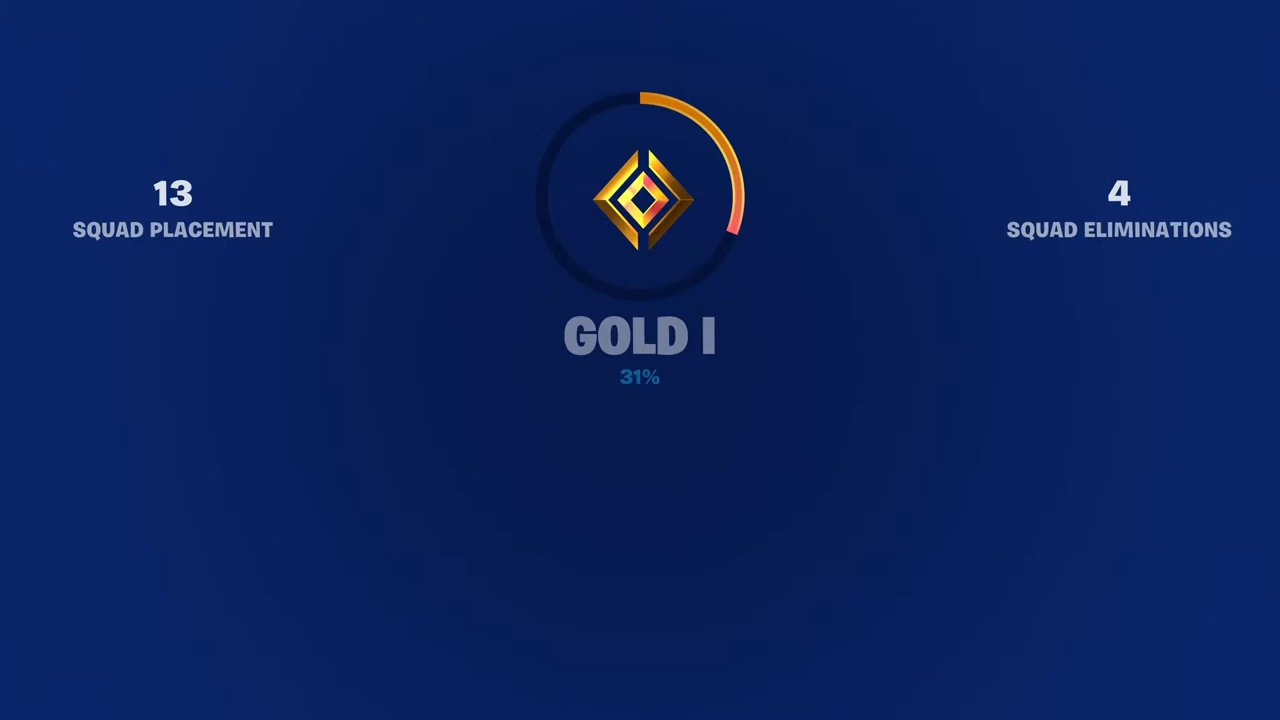 13
SQUAD PLACEMENT
4
SQUAD ELIMINATIONS
GOLD I
31%